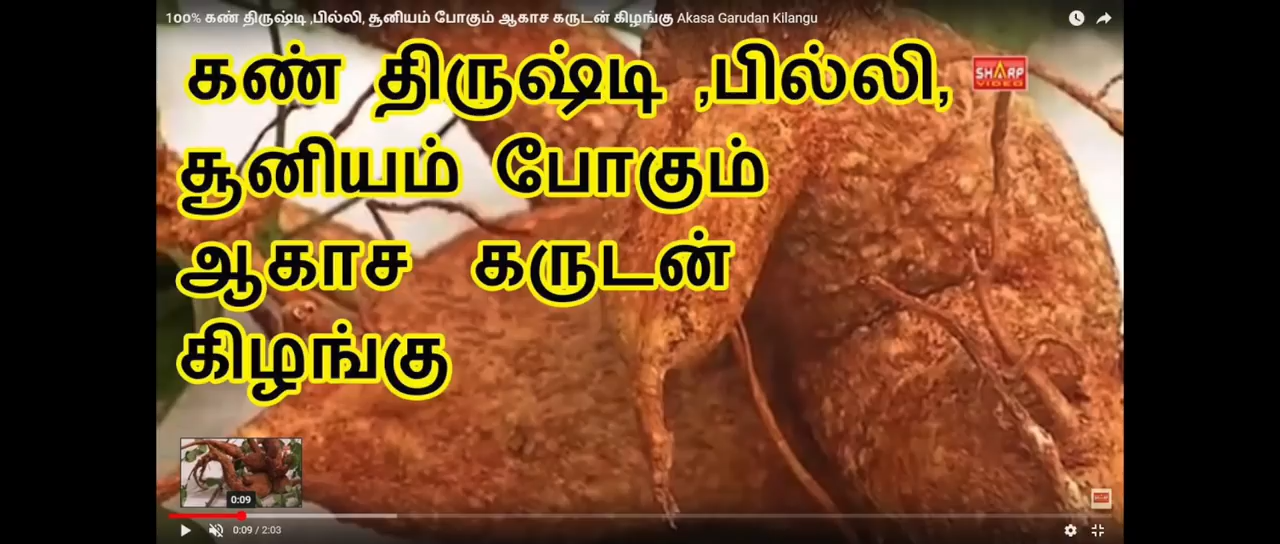 100% கண் திருஷ்டி ,பில்லி, சூனியம் போகும் ஆகாச கருடன் கிழங்கு Akasa Garudan Kilangu
கண் திருஷ்டி ,பில்லி,
SHARP
VIDEO
சூனியம் போகும்
ஆகாச கருடன்
கிழங்கு
0:09
0:09 / 2:03